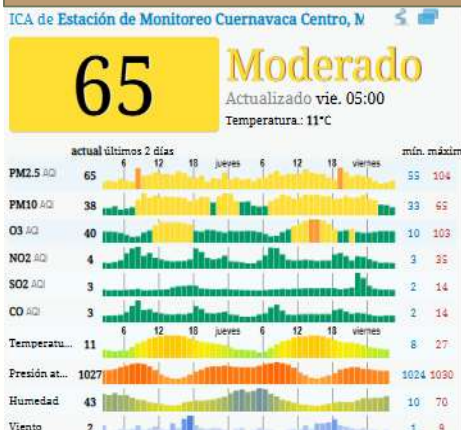 ICA de Estación de Monitoreo Cuernavaca Centro, M
65
Moderado
Actualizado vie. 05:00
Temperatura.: 11°C
actual últimos 2 días mín. máxim
6 12 18 jueves 6 12 18 viernes
PM2.5 AQI 65 55 104
PM10 AQI 38 33 65
O3 AQI 40 10 103
NO2 AQI 4 3 35
SO2 AQI 3 2 14
CO AQI 3 2 14
6 12 18 jueves 6 12 18 viernes
Temperatu... 11 8 27
Presión at... 1027 1024 1030
Humedad 43 10 70
Viento 2 1 9